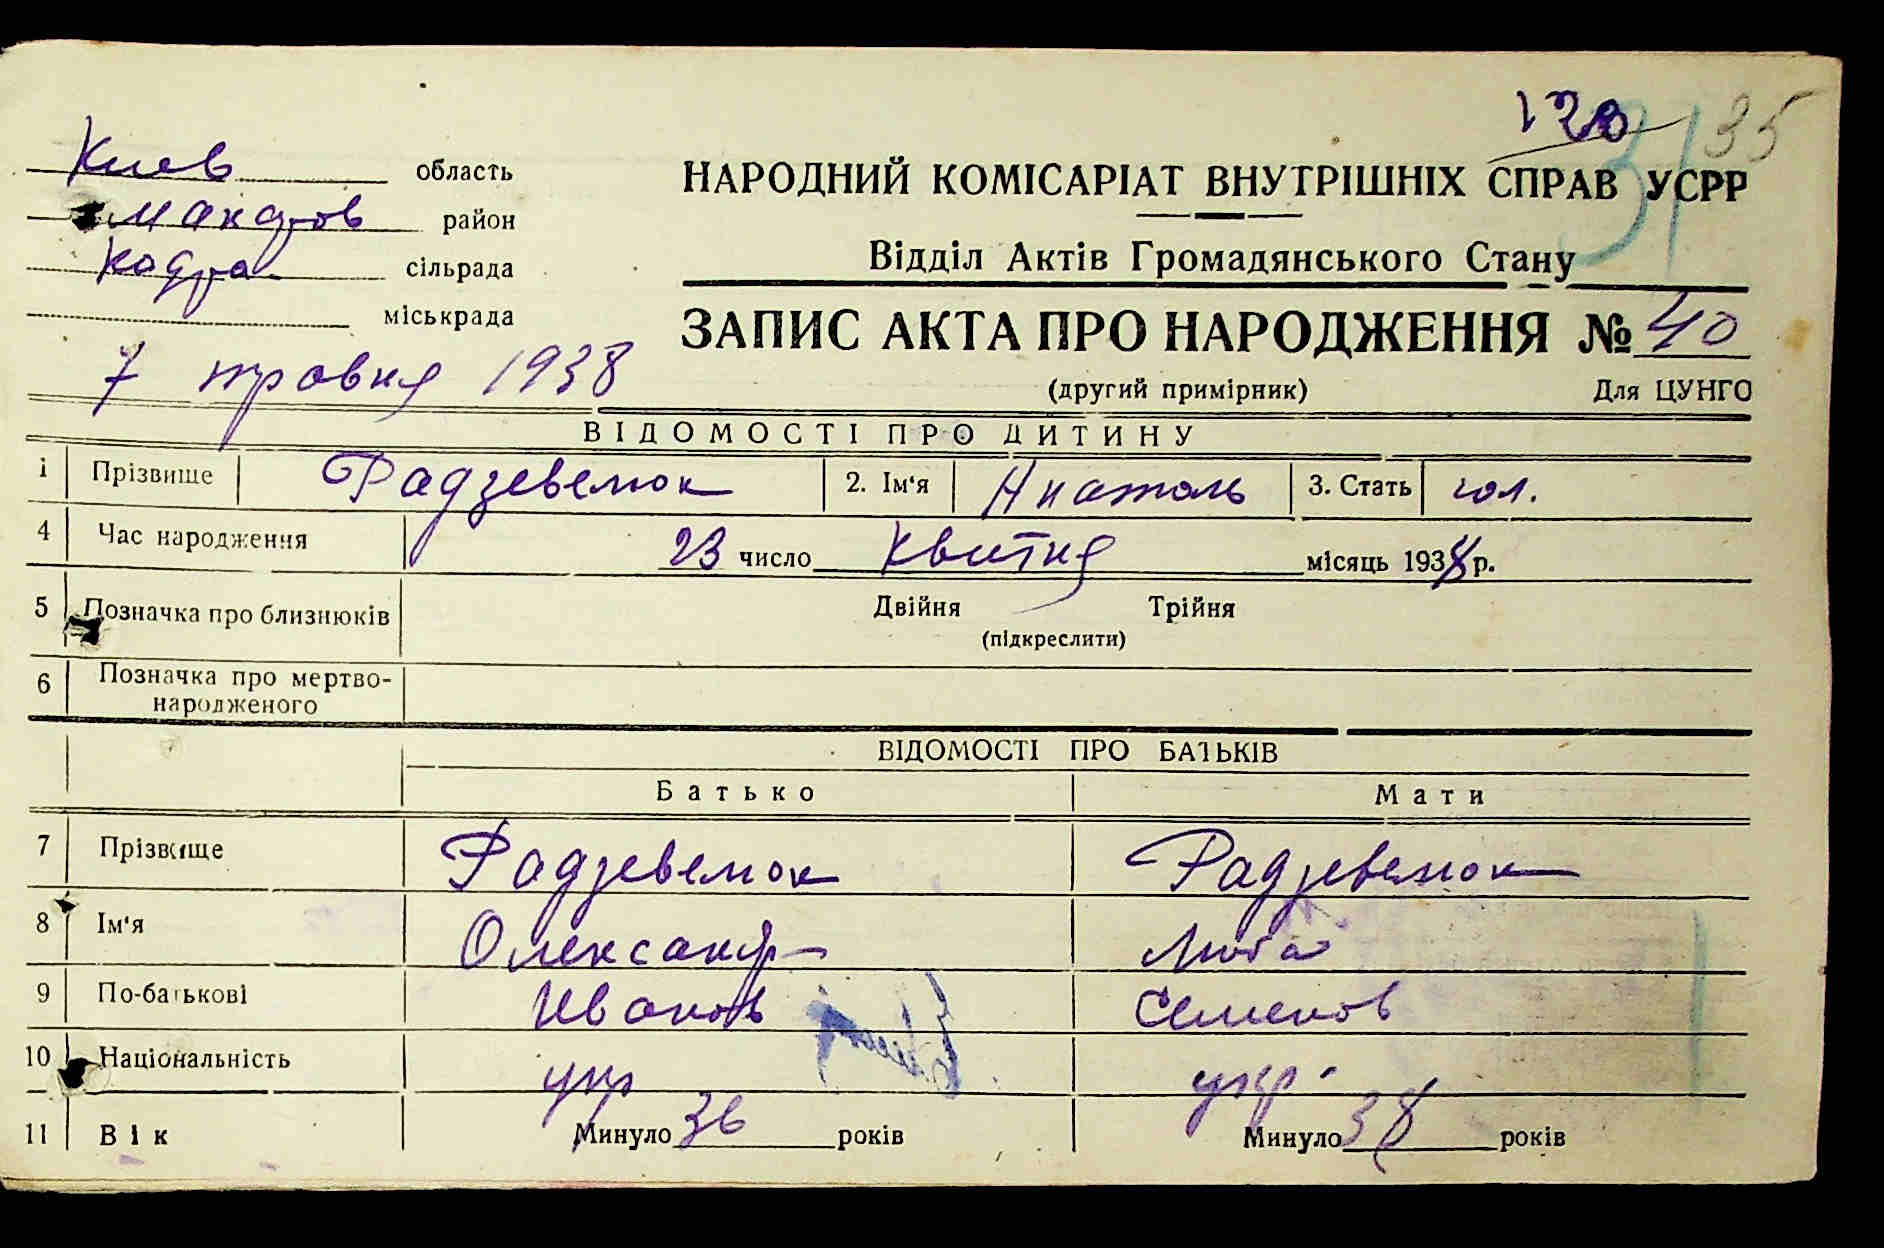 120 31 35
Киев область
Макаров район
Кодра сільрада
міськрада
7 травня 1938
НАРОДНИЙ КОМІСАРІАТ ВНУТРІШНІХ СПРАВ УСРР
Відділ Актів Громадянського Стану
ЗАПИС АКТА ПРО НАРОДЖЕННЯ № 40
(другий примірник) Для ЦУНГО
ВІДОМОСТІ ПРО ДИТИНУ
1 Прізвище Радзевелюк 2. Ім'я Анатоль 3. Стать чол.
4 Час народження 23 число Квитня місяць 1938 р.
5 Позначка про близнюків Двійня Трійня
(підкреслити)
6 Позначка про мертво-
народженого
ВІДОМОСТІ ПРО БАТЬКІВ
Батько Мати
7 Прізвище Радзевелюк Радзевелюк
8 Ім'я Олександр Люба
9 По-батькові Иванов Семенов
10 Національність укр укр.
11 Вік Минуло 36 років Минуло 38 років